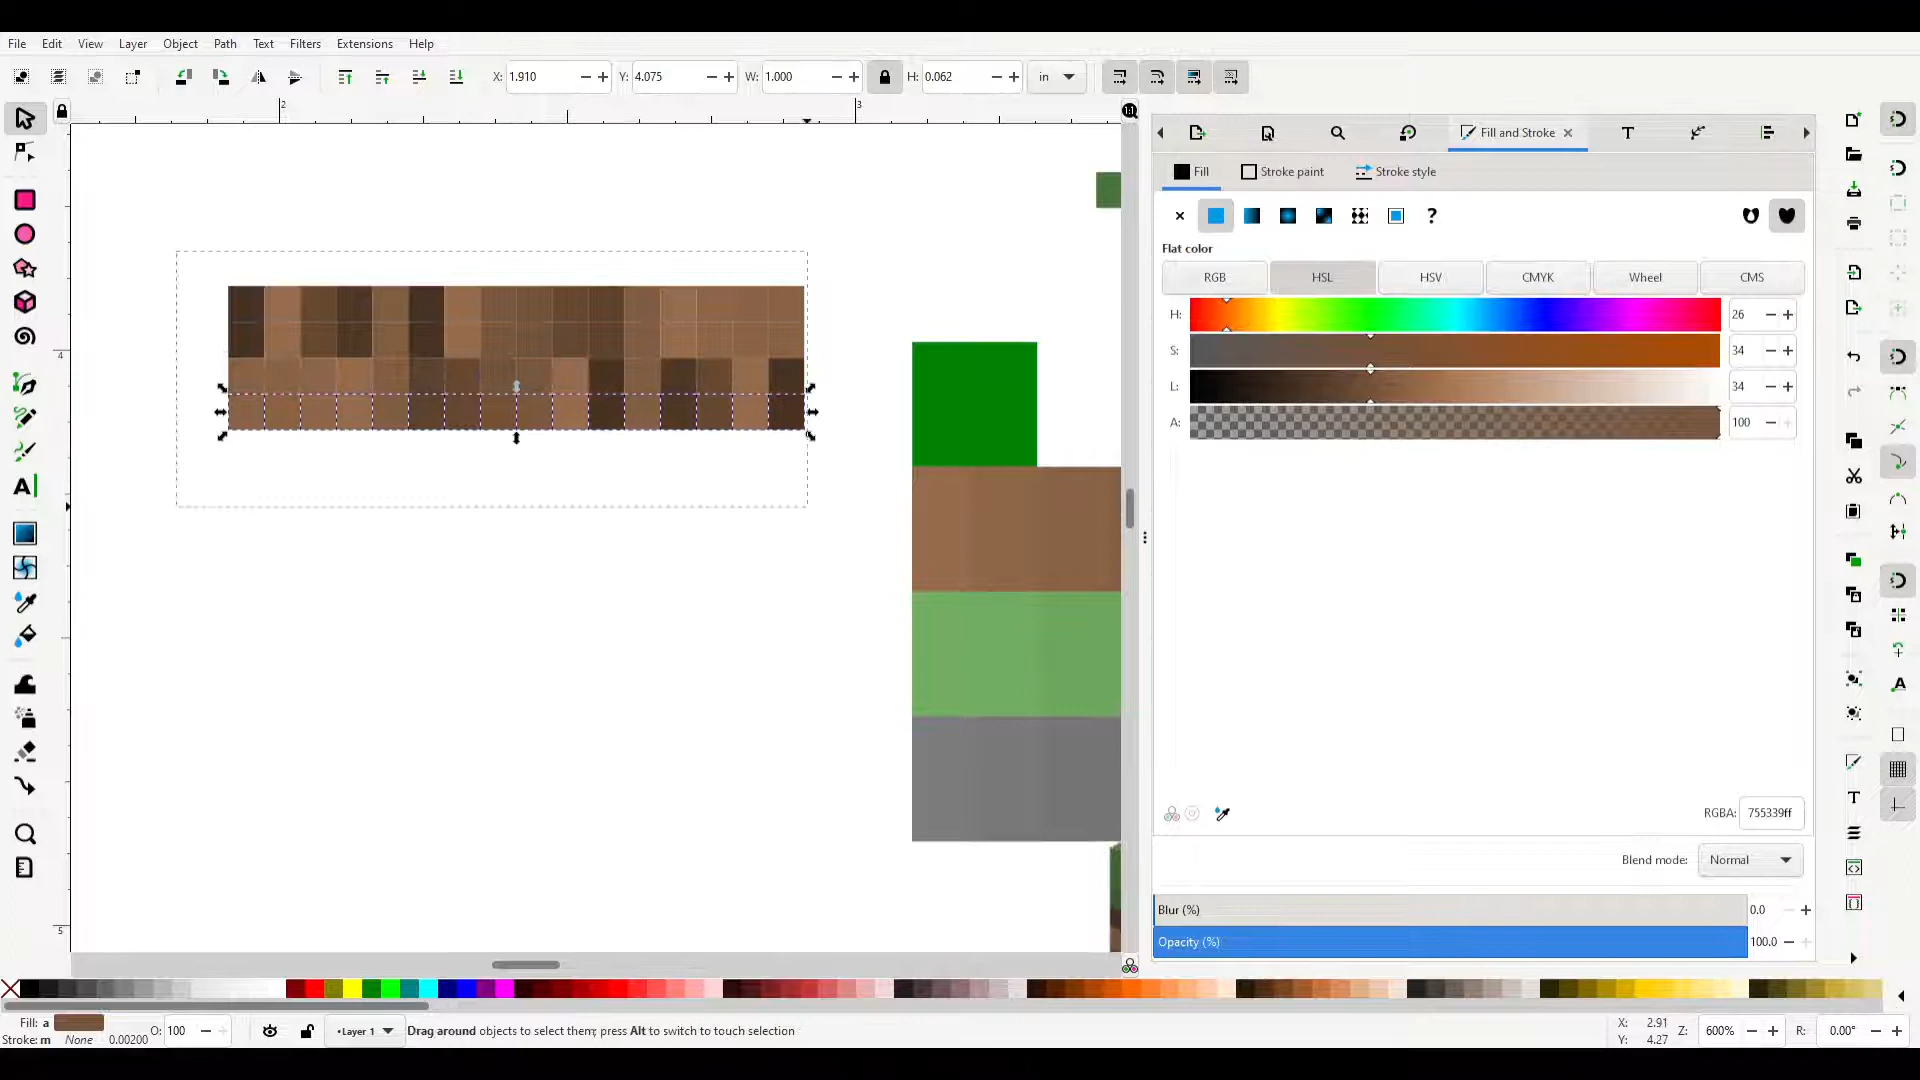 File Edit View Layer Object Path Text Filters Extensions Help
X: 1.910 Y: 4.075 W: 1.000 H: 0.062 in
2 3
Fill and Stroke
Fill Stroke paint Stroke style
?
Flat color
RGB HSL HSV CMYK Wheel CMS
H: 26
S: 34
L: 34
A: 100
4
5
RGBA: 755339ff
Blend mode: Normal
Blur (%) 0.0
Opacity (%) 100.0
Fill: a O: 100 •Layer 1 Drag around objects to select them; press Alt to switch to touch selection X: 2.91 Z: 600% R: 0.00°
Stroke: m None 0.00200 Y: 4.27